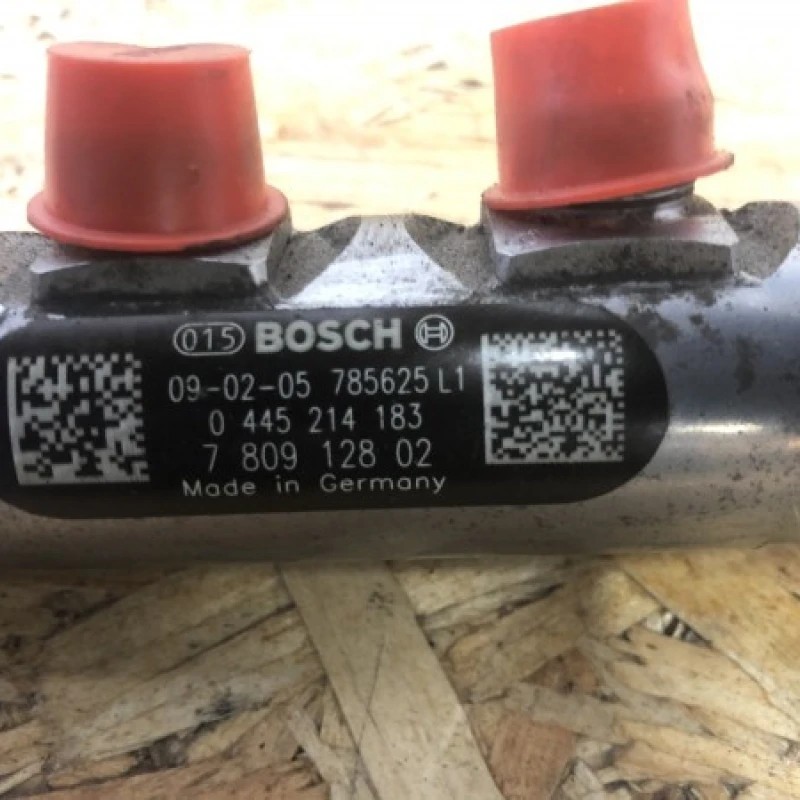 015 BOSCH
09-02-05 785625 L1
0 445 214 183
7 809 128 02
Made in Germany